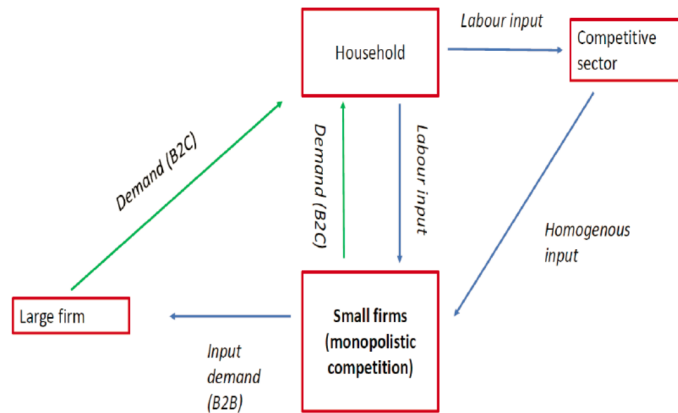 Labour input
Household
Competitive
sector
Demand (B2C)
Demand (B2C)
Labour input
Homogenous
input
Large firm
Small firms
(monopolistic
competition)
Input
demand
(B2B)